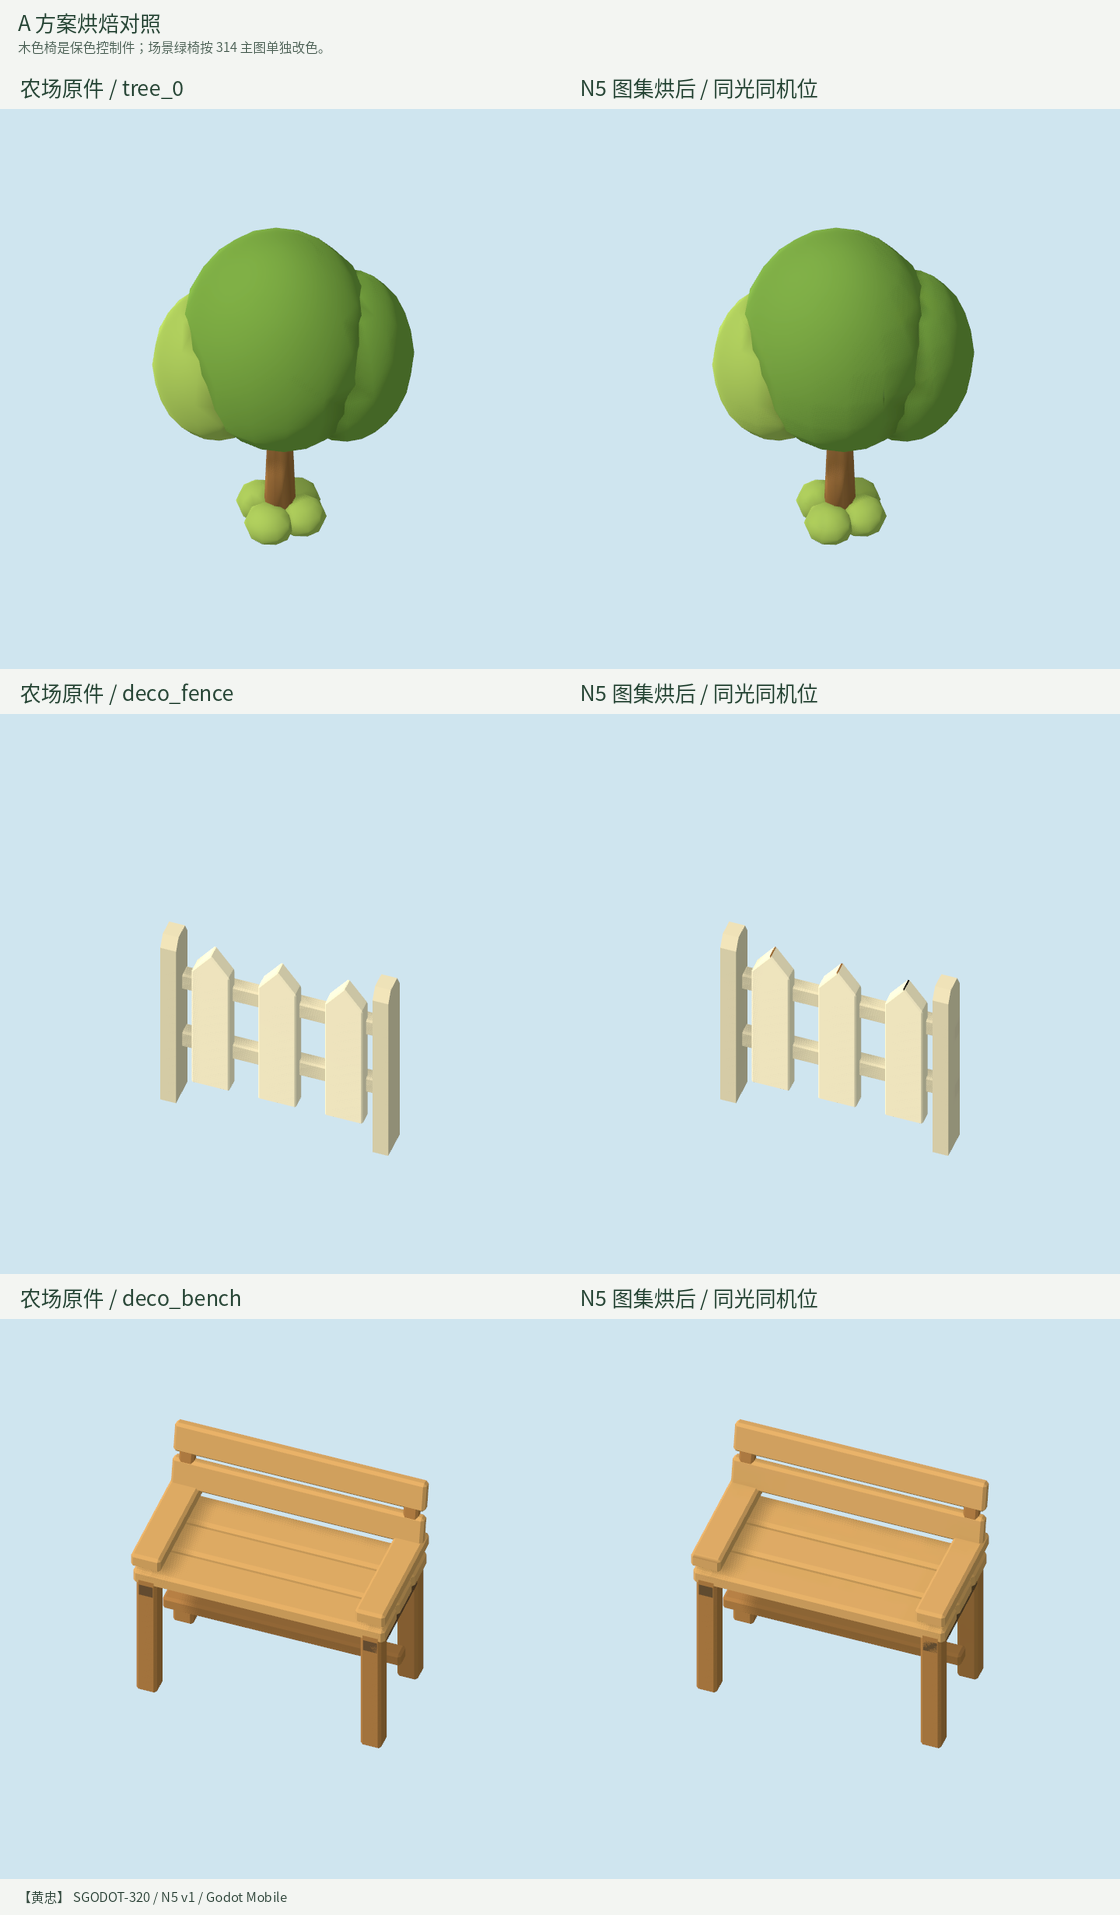 A 方案烘焙对照
木色椅是保色控制件；场景绿椅按 314 主图单独改色。
农场原件 / tree_0
N5 图集烘后 / 同光同机位
农场原件 / deco_fence
N5 图集烘后 / 同光同机位
农场原件 / deco_bench
N5 图集烘后 / 同光同机位
【黄忠】 SGODOT-320 / N5 v1 / Godot Mobile